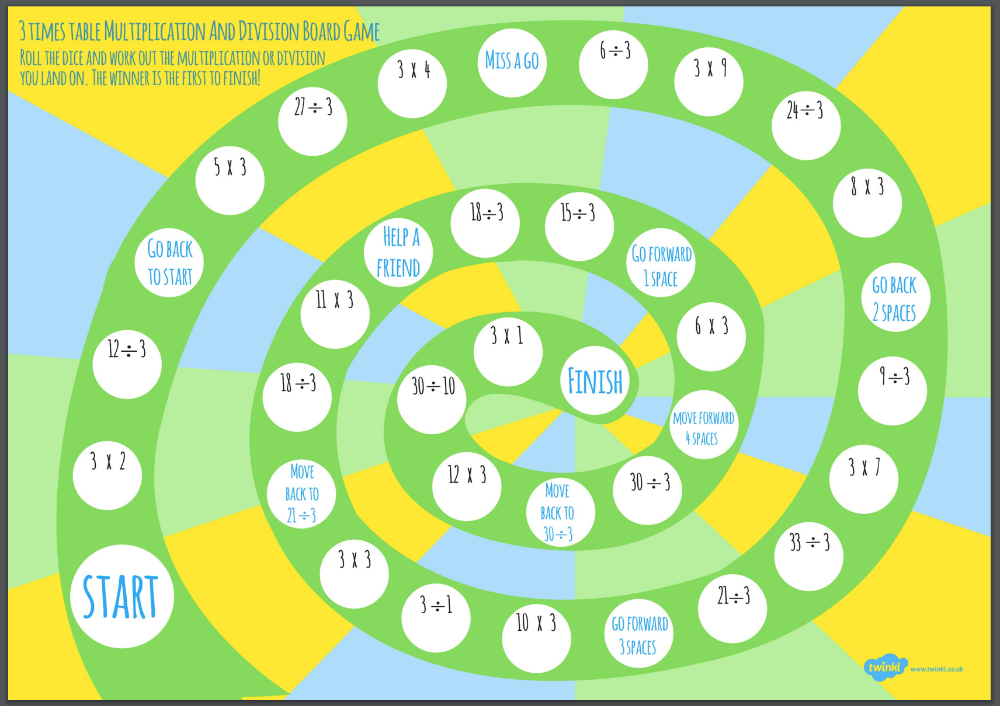 3 TIMES TABLE MULTIPLICATION AND DIVISION BOARD GAME
ROLL THE DICE AND WORK OUT THE MULTIPLICATION OR DIVISION
YOU LAND ON. THE WINNER IS THE FIRST TO FINISH!
START
3 x 2
12÷3
GO BACK
TO START
5 x 3
27÷3
3 x 4
MISS A GO
6÷3
3 x 9
24÷3
8 x 3
GO BACK
2 SPACES
9÷3
3 x 7
33 ÷3
21÷3
GO FORWARD
3 SPACES
10 x 3
3 ÷1
3 x 3
MOVE
BACK TO
21 ÷3
18 ÷3
11 x 3
HELP A
FRIEND
18÷3
15÷3
GO FORWARD
1 SPACE
6 x 3
MOVE FORWARD
4 SPACES
30 ÷3
MOVE
BACK TO
30÷3
12 x 3
30÷10
3 x 1
FINISH
twinkl www.twinkl.co.uk